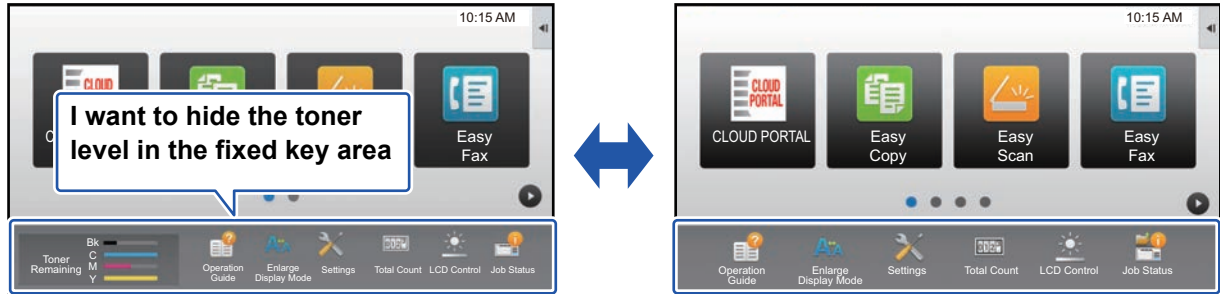 10:15 AM
CLOUD
I want to hide the toner
level in the fixed key area
Easy
Fax
Toner
Remaining
Bk
C
M
Y
Operation
Guide
Enlarge
Display Mode
Settings
Total Count
LCD Control
Job Status
10:15 AM
CLOUD
PORTAL
CLOUD PORTAL
Easy
Copy
Easy
Scan
Easy
Fax
Operation
Guide
Enlarge
Display Mode
Settings
Total Count
LCD Control
Job Status